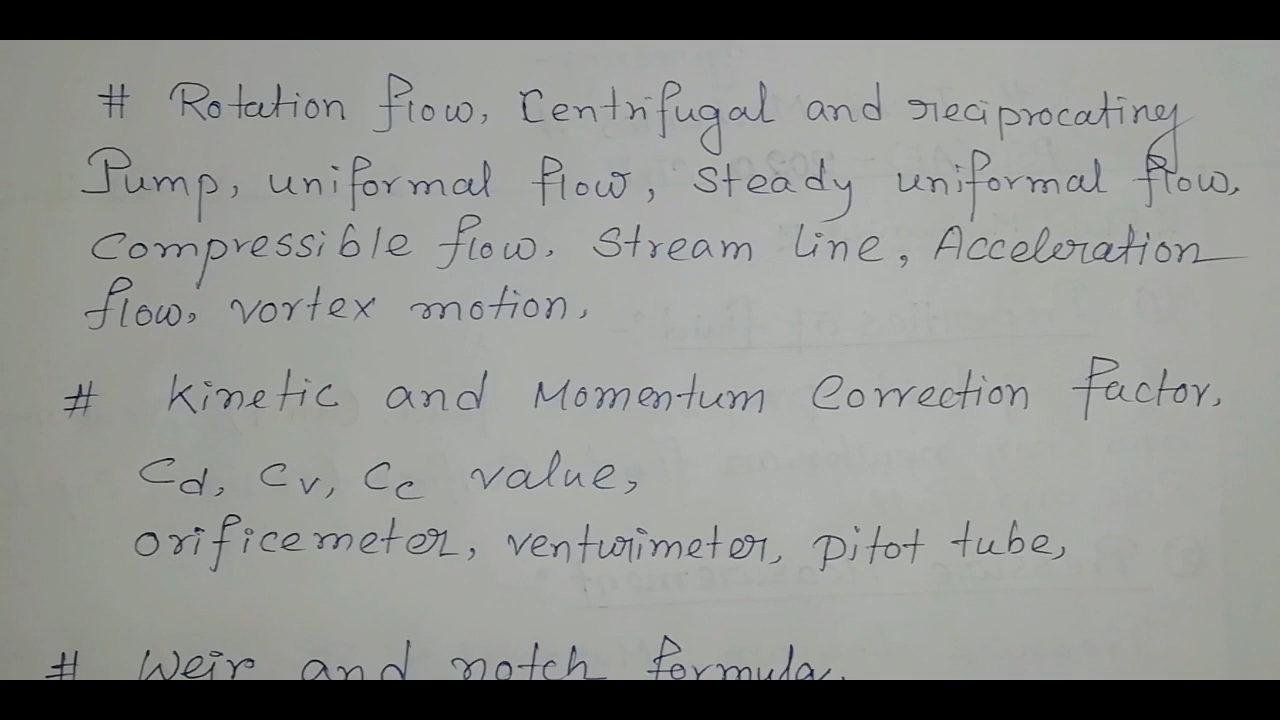 # Rotation flow, Centrifugal and reciprocating
Pump, uniformal flow, steady uniformal flow,
Compressible flow. Stream line, Acceleration
flow, vortex motion,
# Kinetic and Momentum Correction factor,
Cd, Cv, Cc value,
orificemeter, venturimeter, pitot tube,
# Weir and notch formula.